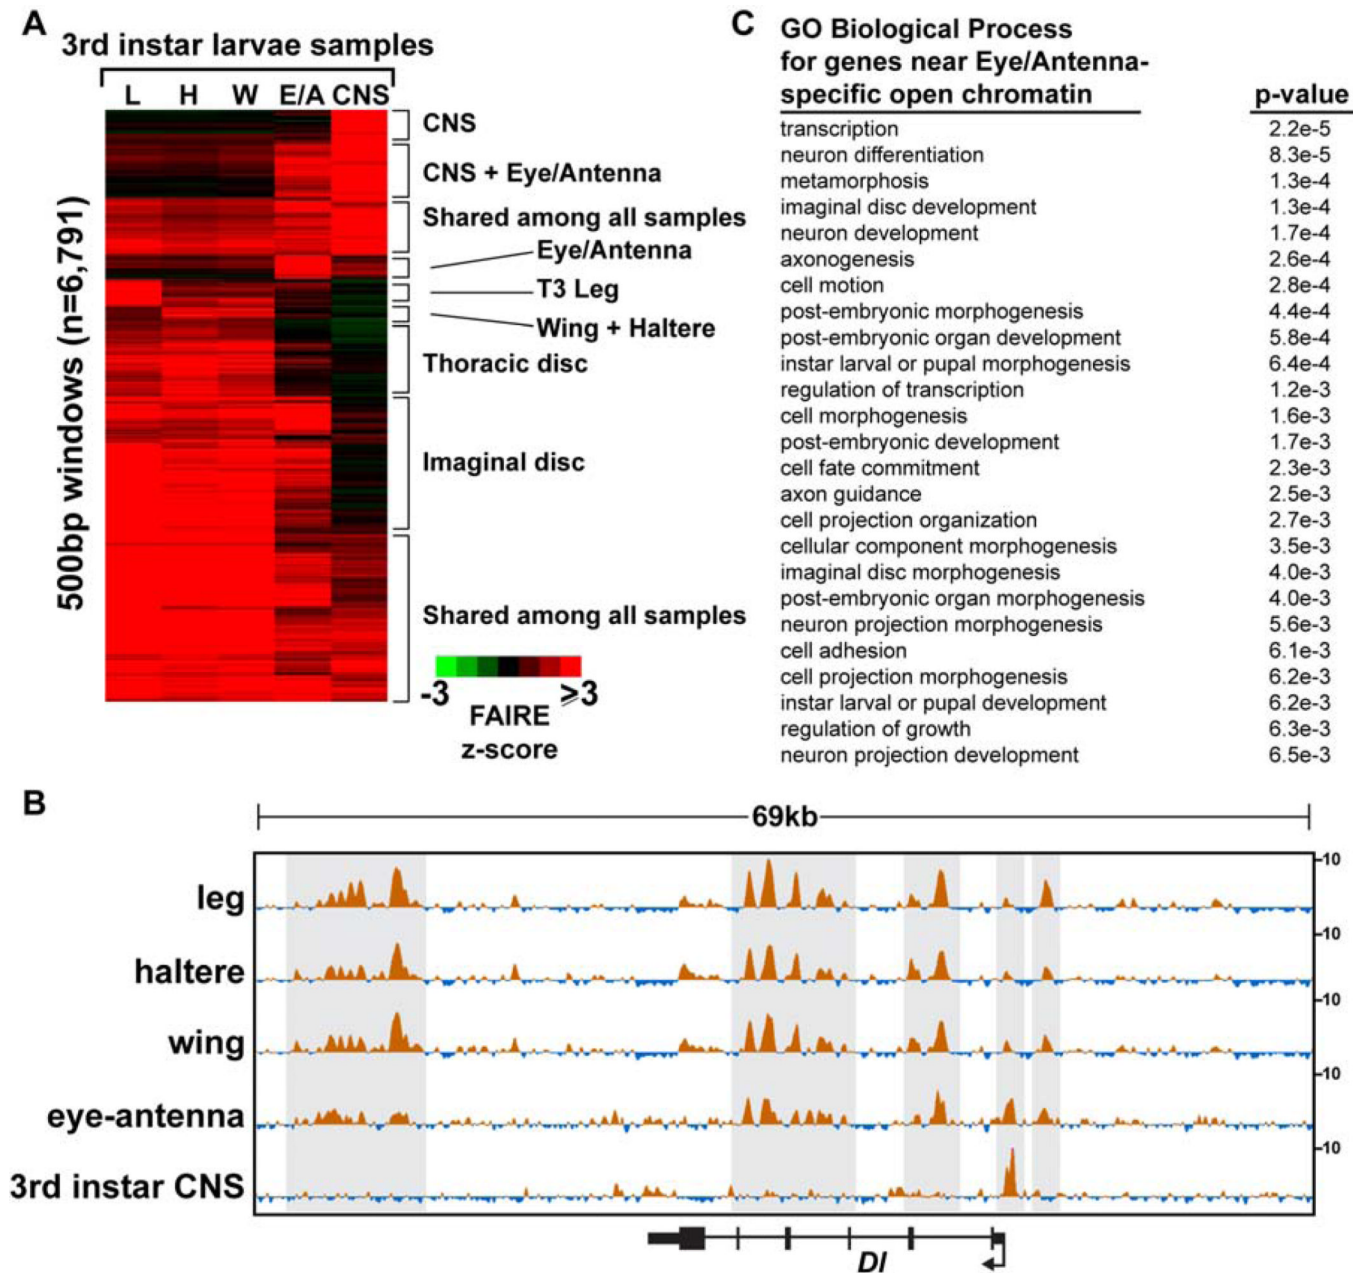 A
3rd instar larvae samples
L H W E/A CNS
500bp windows (n=6,791)
CNS
CNS + Eye/Antenna
Shared among all samples
Eye/Antenna
T3 Leg
Wing + Haltere
Thoracic disc
Imaginal disc
Shared among all samples
-3 ≥3
FAIRE
z-score
C GO Biological Process
for genes near Eye/Antenna-
specific open chromatin p-value
transcription 2.2e-5
neuron differentiation 8.3e-5
metamorphosis 1.3e-4
imaginal disc development 1.3e-4
neuron development 1.7e-4
axonogenesis 2.6e-4
cell motion 2.8e-4
post-embryonic morphogenesis 4.4e-4
post-embryonic organ development 5.8e-4
instar larval or pupal morphogenesis 6.4e-4
regulation of transcription 1.2e-3
cell morphogenesis 1.6e-3
post-embryonic development 1.7e-3
cell fate commitment 2.3e-3
axon guidance 2.5e-3
cell projection organization 2.7e-3
cellular component morphogenesis 3.5e-3
imaginal disc morphogenesis 4.0e-3
post-embryonic organ morphogenesis 4.0e-3
neuron projection morphogenesis 5.6e-3
cell adhesion 6.1e-3
cell projection morphogenesis 6.2e-3
instar larval or pupal development 6.2e-3
regulation of growth 6.3e-3
neuron projection development 6.5e-3
B
69kb
leg 10
haltere 10
wing 10
eye-antenna 10
3rd instar CNS 10
Dl